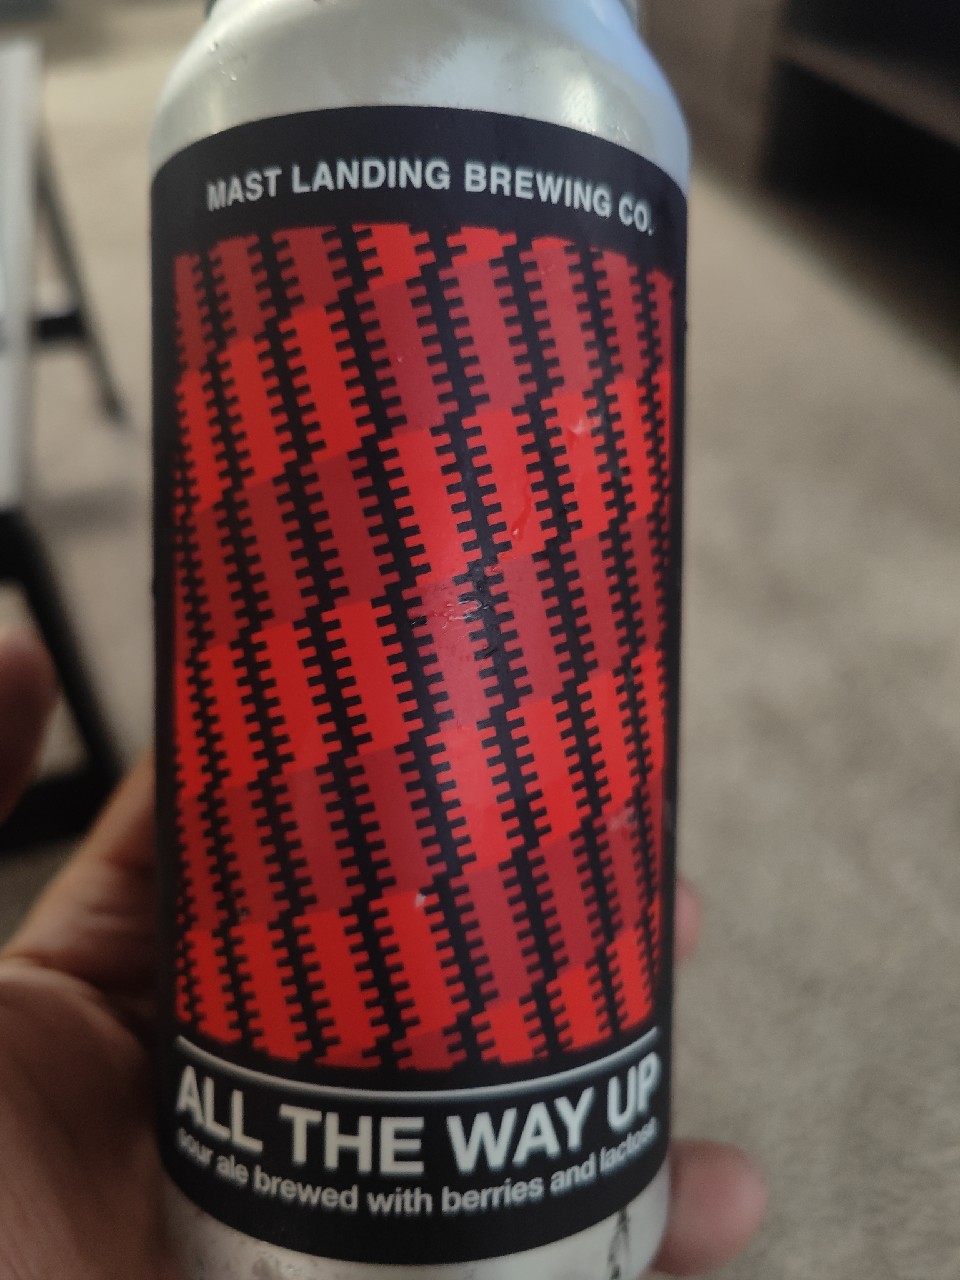 MAST LANDING BREWING CO.
ALL THE WAY UP
sour ale brewed with berries and lactose